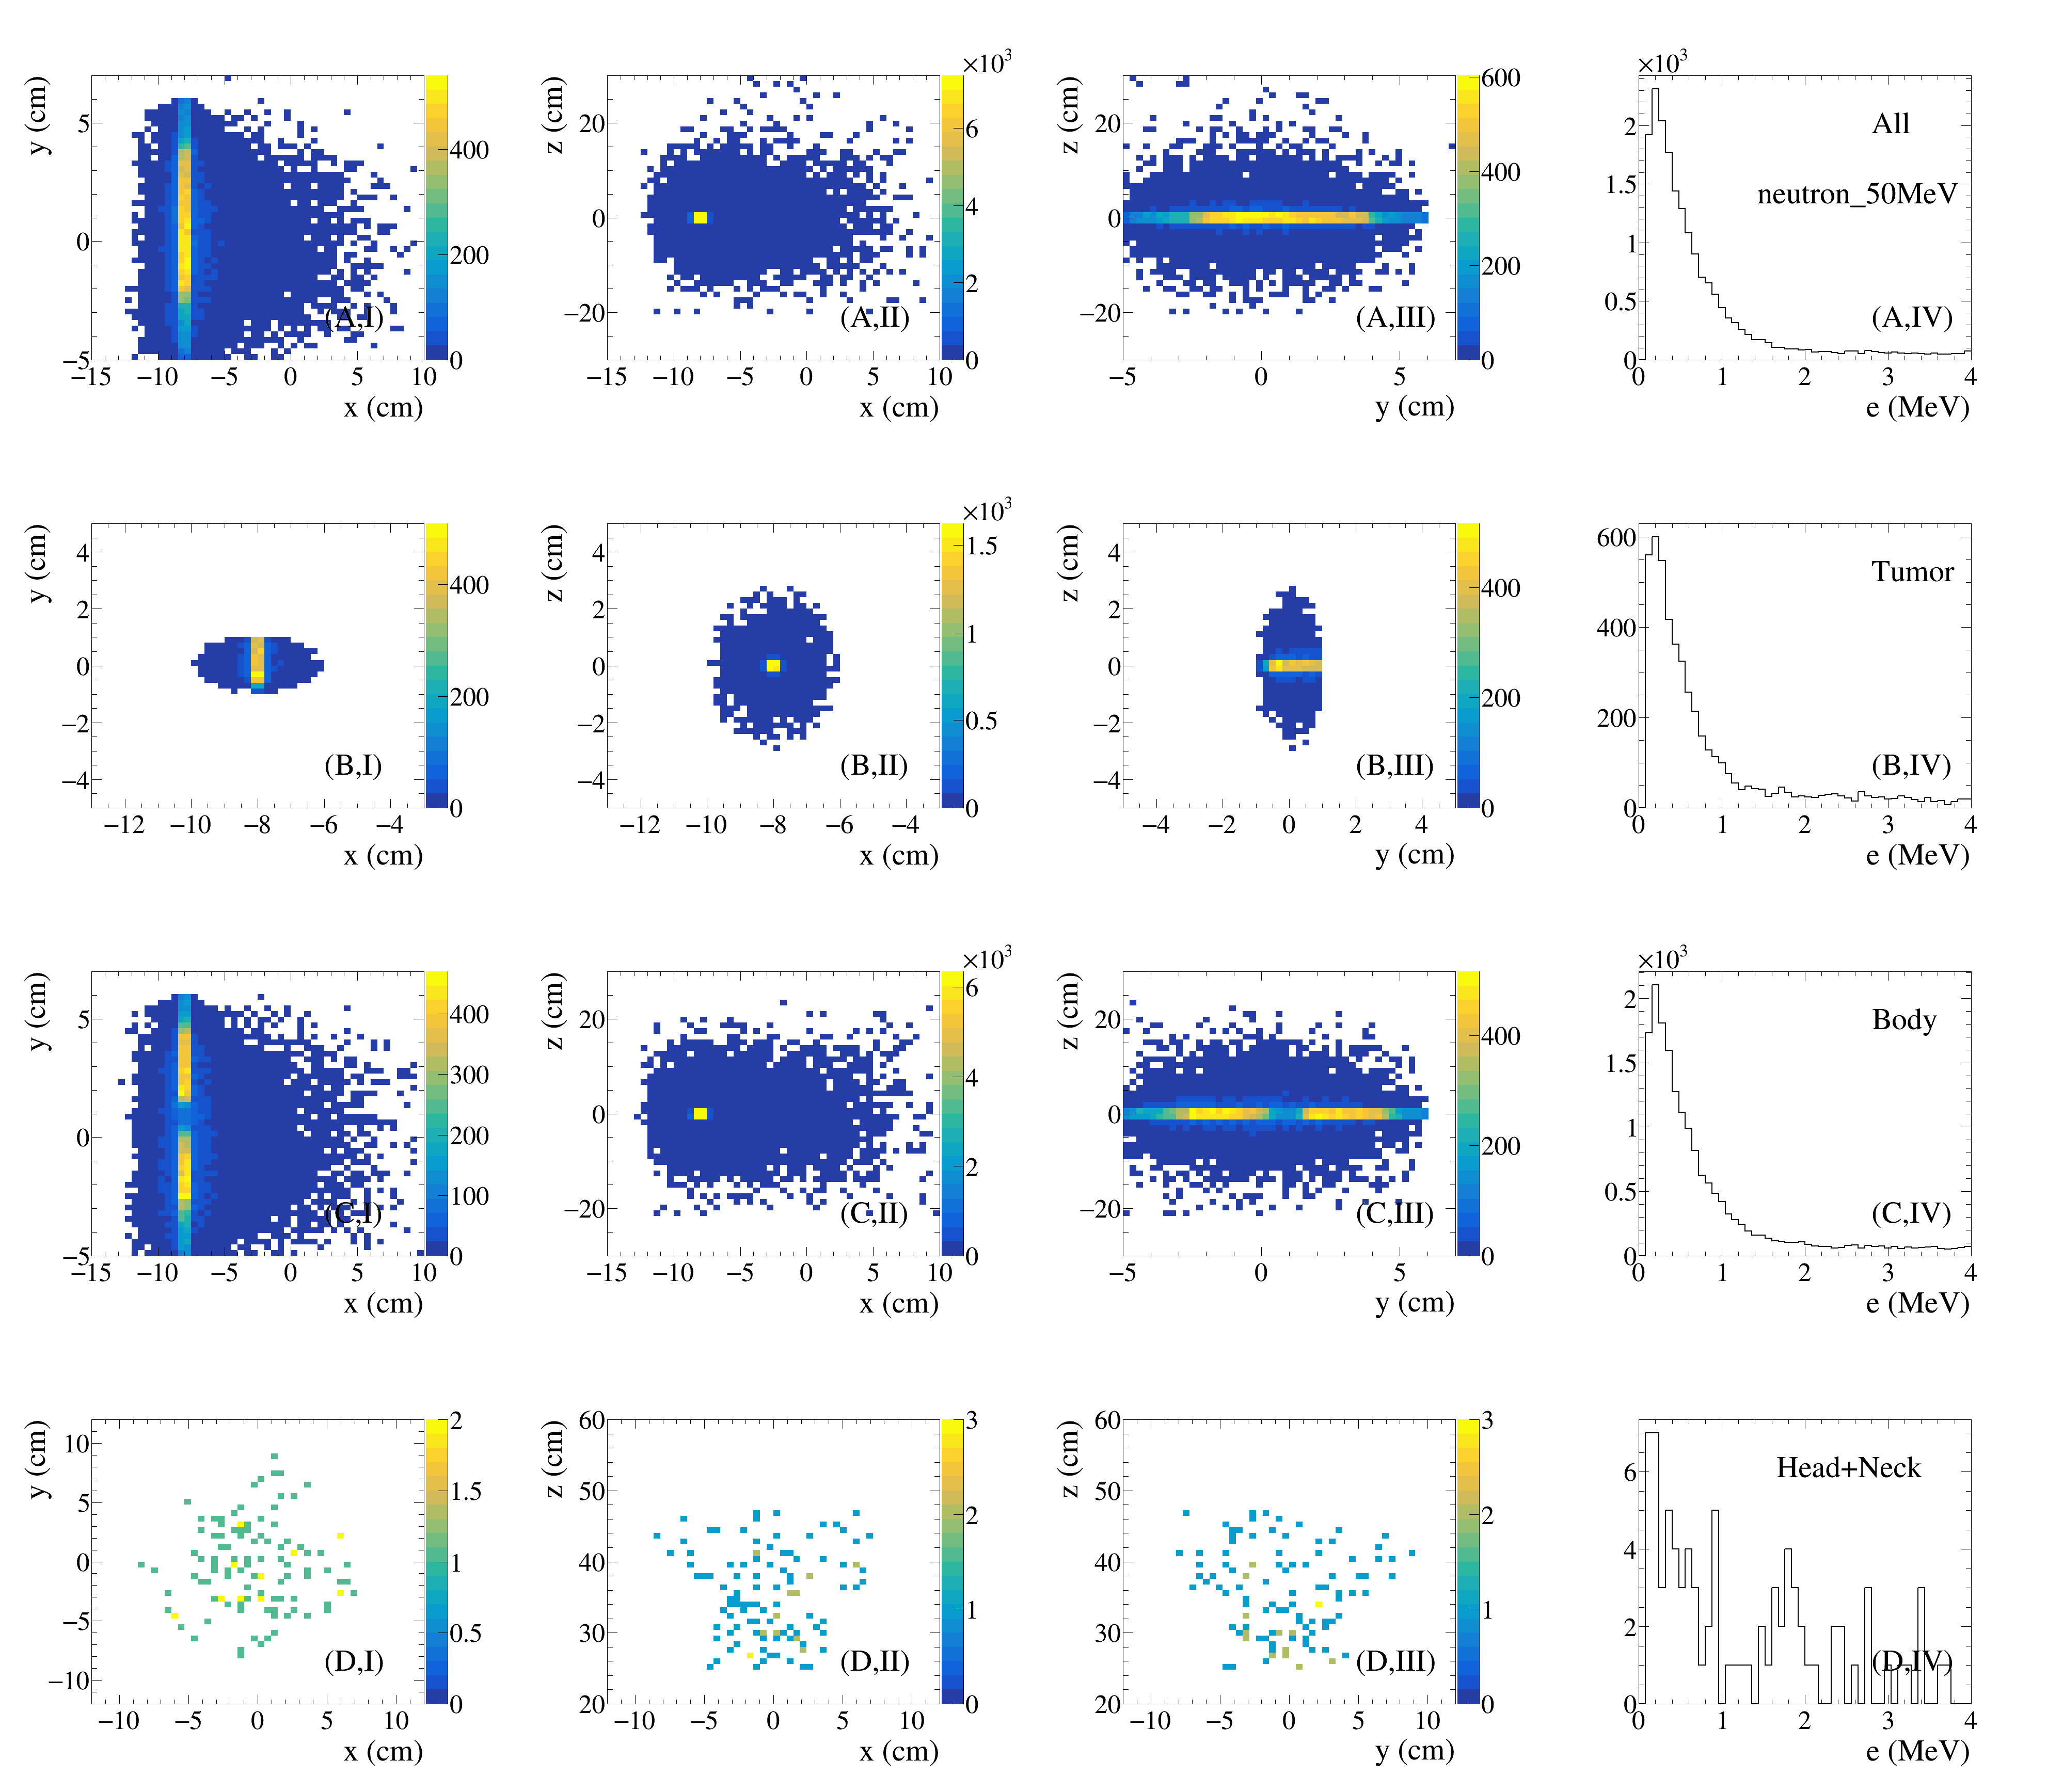 ×10³
×10³
y (cm)
5
0
−5
−15 −10 −5 0 5 10
x (cm)
400
200
0
(A,I)
z (cm)
20
0
−20
−15 −10 −5 0 5 10
x (cm)
6
4
2
0
(A,II)
z (cm)
20
0
−20
−5 0 5
y (cm)
600
400
200
0
(A,III)
2
1.5
1
0.5
0
0 1 2 3 4
e (MeV)
All
neutron_50MeV
(A,IV)
y (cm)
4
2
0
−2
−4
−12 −10 −8 −6 −4
x (cm)
400
200
0
(B,I)
×10³
z (cm)
4
2
0
−2
−4
−12 −10 −8 −6 −4
x (cm)
1.5
1
0.5
0
(B,II)
z (cm)
4
2
0
−2
−4
−4 −2 0 2 4
y (cm)
400
200
0
(B,III)
600
400
200
0
0 1 2 3 4
e (MeV)
Tumor
(B,IV)
y (cm)
5
0
−5
−15 −10 −5 0 5 10
x (cm)
400
300
200
100
0
(C,I)
×10³
z (cm)
20
0
−20
−15 −10 −5 0 5 10
x (cm)
6
4
2
0
(C,II)
z (cm)
20
0
−20
−5 0 5
y (cm)
400
200
0
(C,III)
×10³
2
1.5
1
0.5
0
0 1 2 3 4
e (MeV)
Body
(C,IV)
y (cm)
10
5
0
−5
−10
−10 −5 0 5 10
x (cm)
2
1.5
1
0.5
0
(D,I)
z (cm)
60
50
40
30
20
−10 −5 0 5 10
x (cm)
3
2
1
0
(D,II)
z (cm)
60
50
40
30
20
−10 −5 0 5 10
y (cm)
3
2
1
0
(D,III)
6
4
2
0
0 1 2 3 4
e (MeV)
Head+Neck
(D,IV)